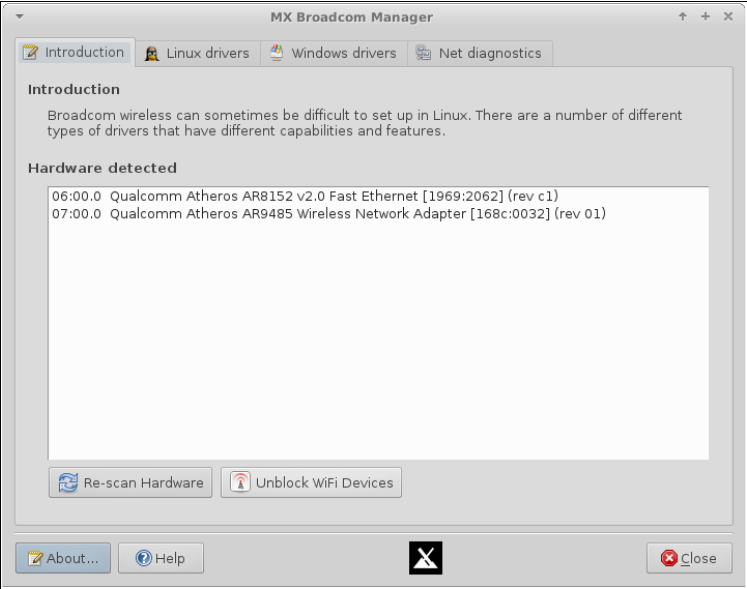 MX Broadcom Manager
Introduction
Linux drivers
Windows drivers
Net diagnostics
Introduction
Broadcom wireless can sometimes be difficult to set up in Linux. There are a number of different
types of drivers that have different capabilities and features.
Hardware detected
06:00.0 Qualcomm Atheros AR8152 v2.0 Fast Ethernet [1969:2062] (rev c1)
07:00.0 Qualcomm Atheros AR9485 Wireless Network Adapter [168c:0032] (rev 01)
Re-scan Hardware
Unblock WiFi Devices
About...
Help
Close